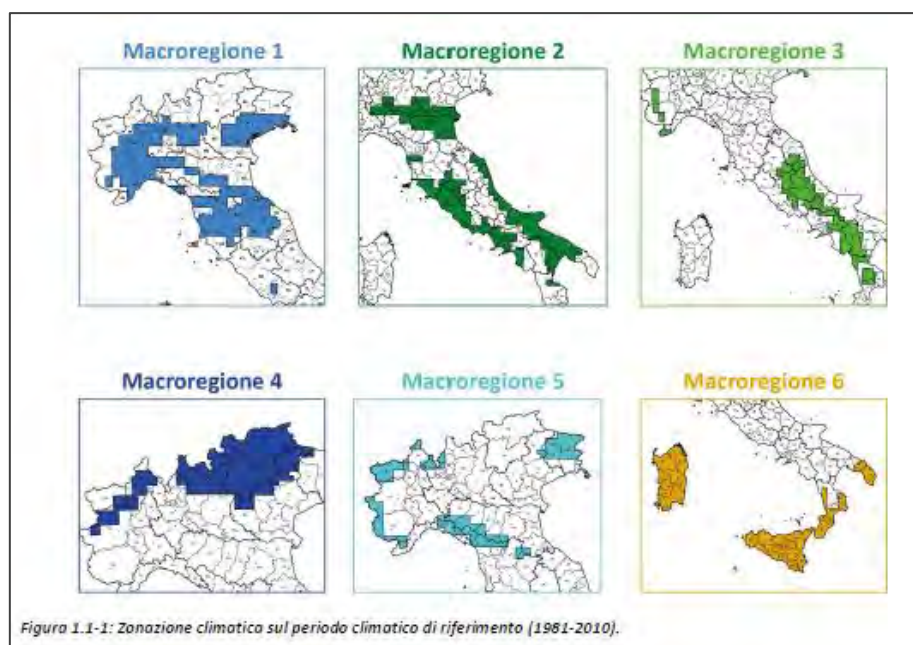 Macroregione 1
Macroregione 2
Macroregione 3
Macroregione 4
Macroregione 5
Macroregione 6
Figura 1.1-1: Zonazione climatica sul periodo climatico di riferimento (1981-2010).